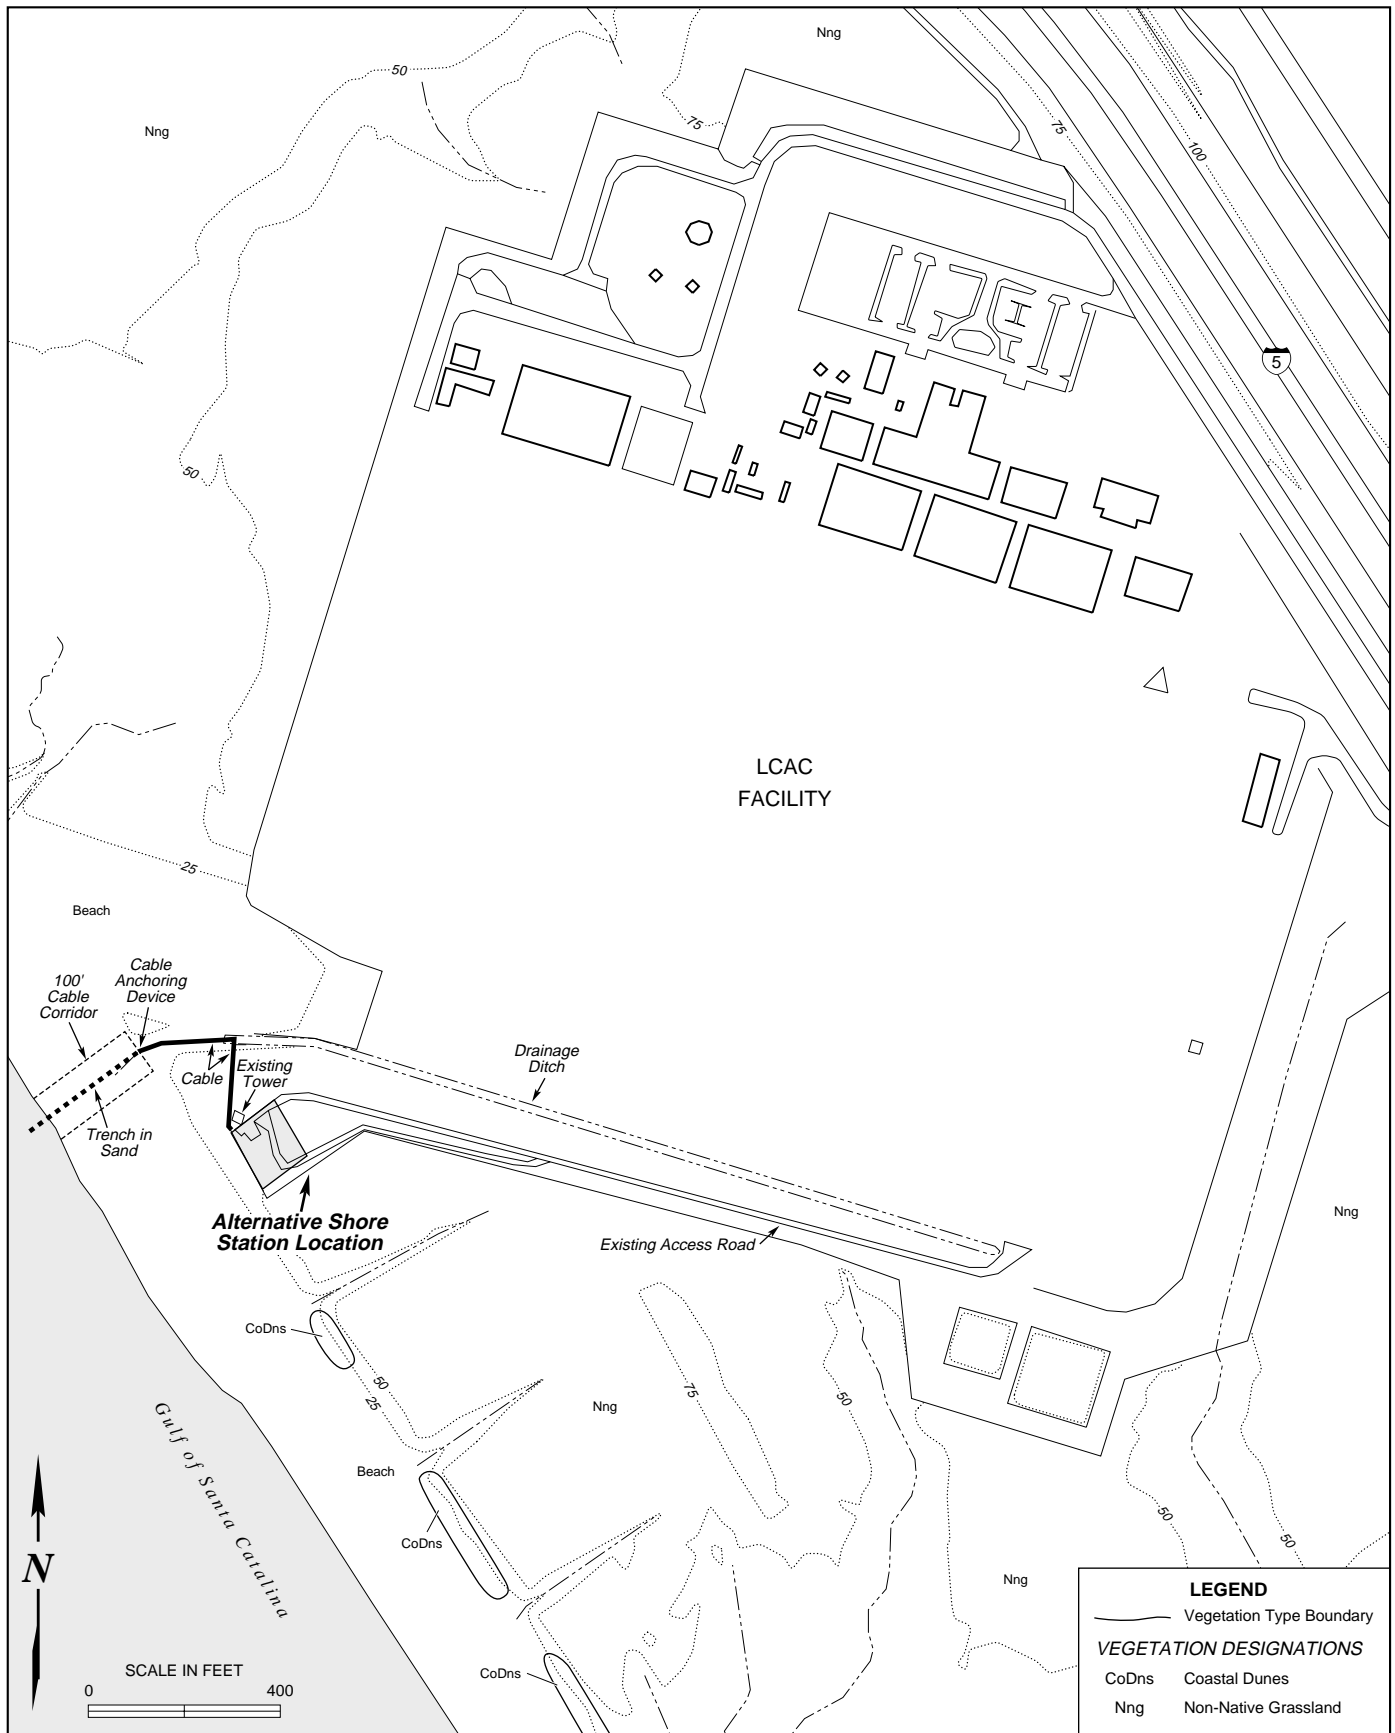 Nng
50
Nng
75
75
100
5
50
LCAC
FACILITY
25
Beach
100'
Cable
Corridor
Cable
Anchoring
Device
Cable
Existing
Tower
Drainage
Ditch
Trench in
Sand
Alternative Shore
Station Location
Existing Access Road
Nng
CoDns
50
25
75
50
Nng
Beach
CoDns
50
50
Nng
CoDns
Gulf of Santa Catalina
N
SCALE IN FEET
0 400
LEGEND
Vegetation Type Boundary
VEGETATION DESIGNATIONS
CoDns Coastal Dunes
Nng Non-Native Grassland